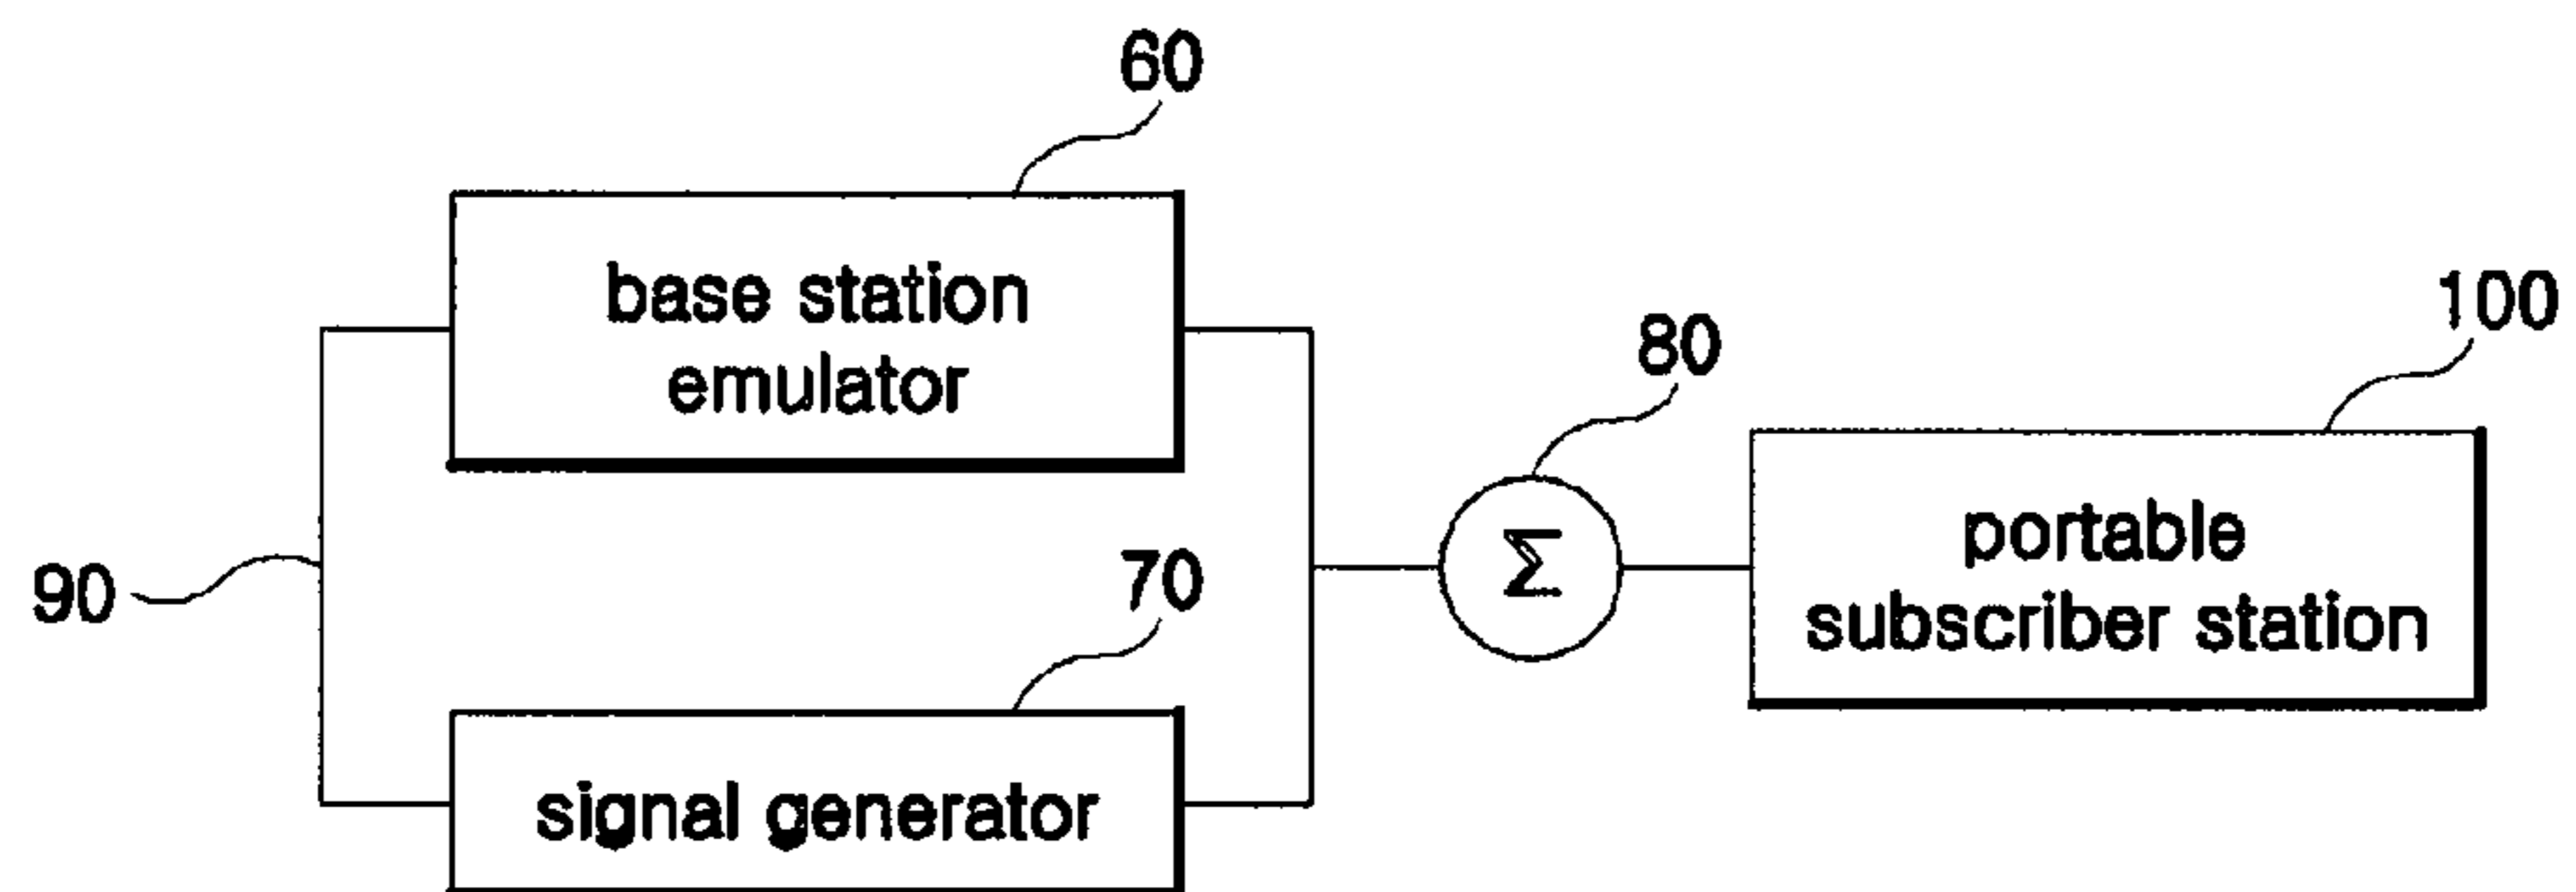 60
base station
emulator
100
80
portable
subscriber station
Σ
70
90
signal generator